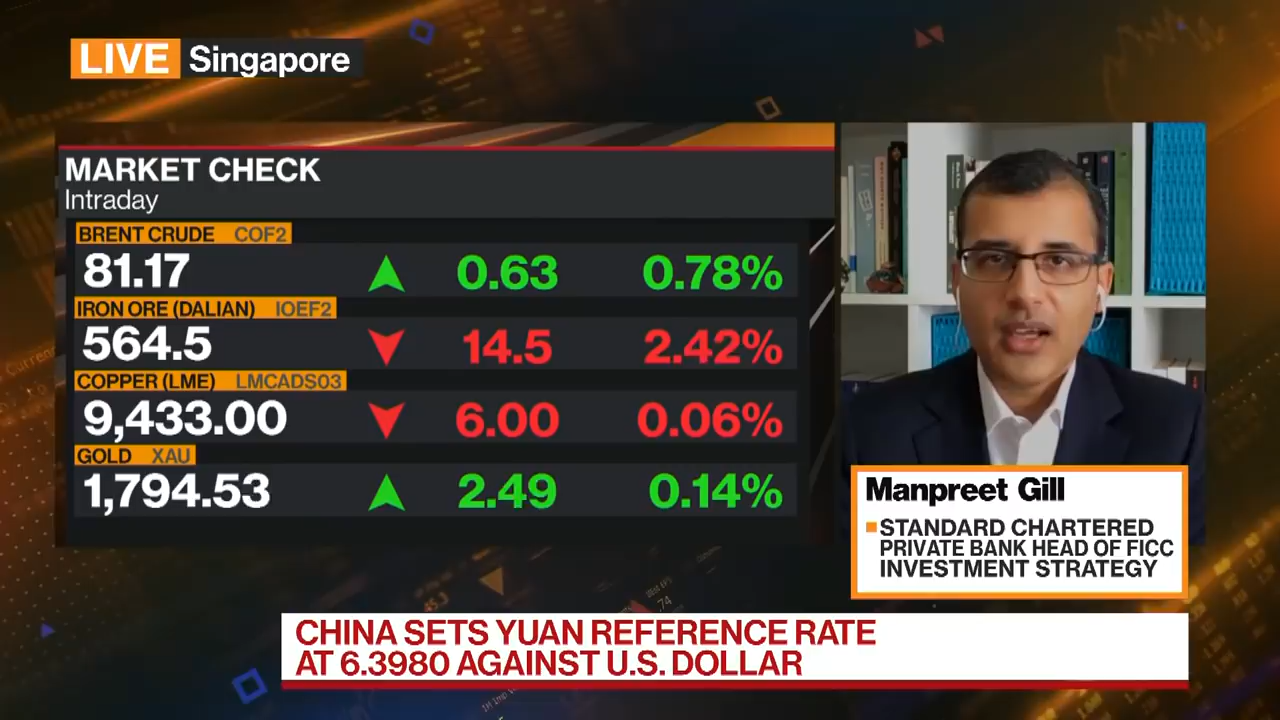 LIVE Singapore
MARKET CHECK
Intraday
BRENT CRUDE COF2
81.17 0.63 0.78%
IRON ORE (DALIAN) IOEF2
564.5 14.5 2.42%
COPPER (LME) LMCADS03
9,433.00 6.00 0.06%
GOLD XAU
1,794.53 2.49 0.14%
Manpreet Gill
STANDARD CHARTERED
PRIVATE BANK HEAD OF FICC
INVESTMENT STRATEGY
CHINA SETS YUAN REFERENCE RATE
AT 6.3980 AGAINST U.S. DOLLAR